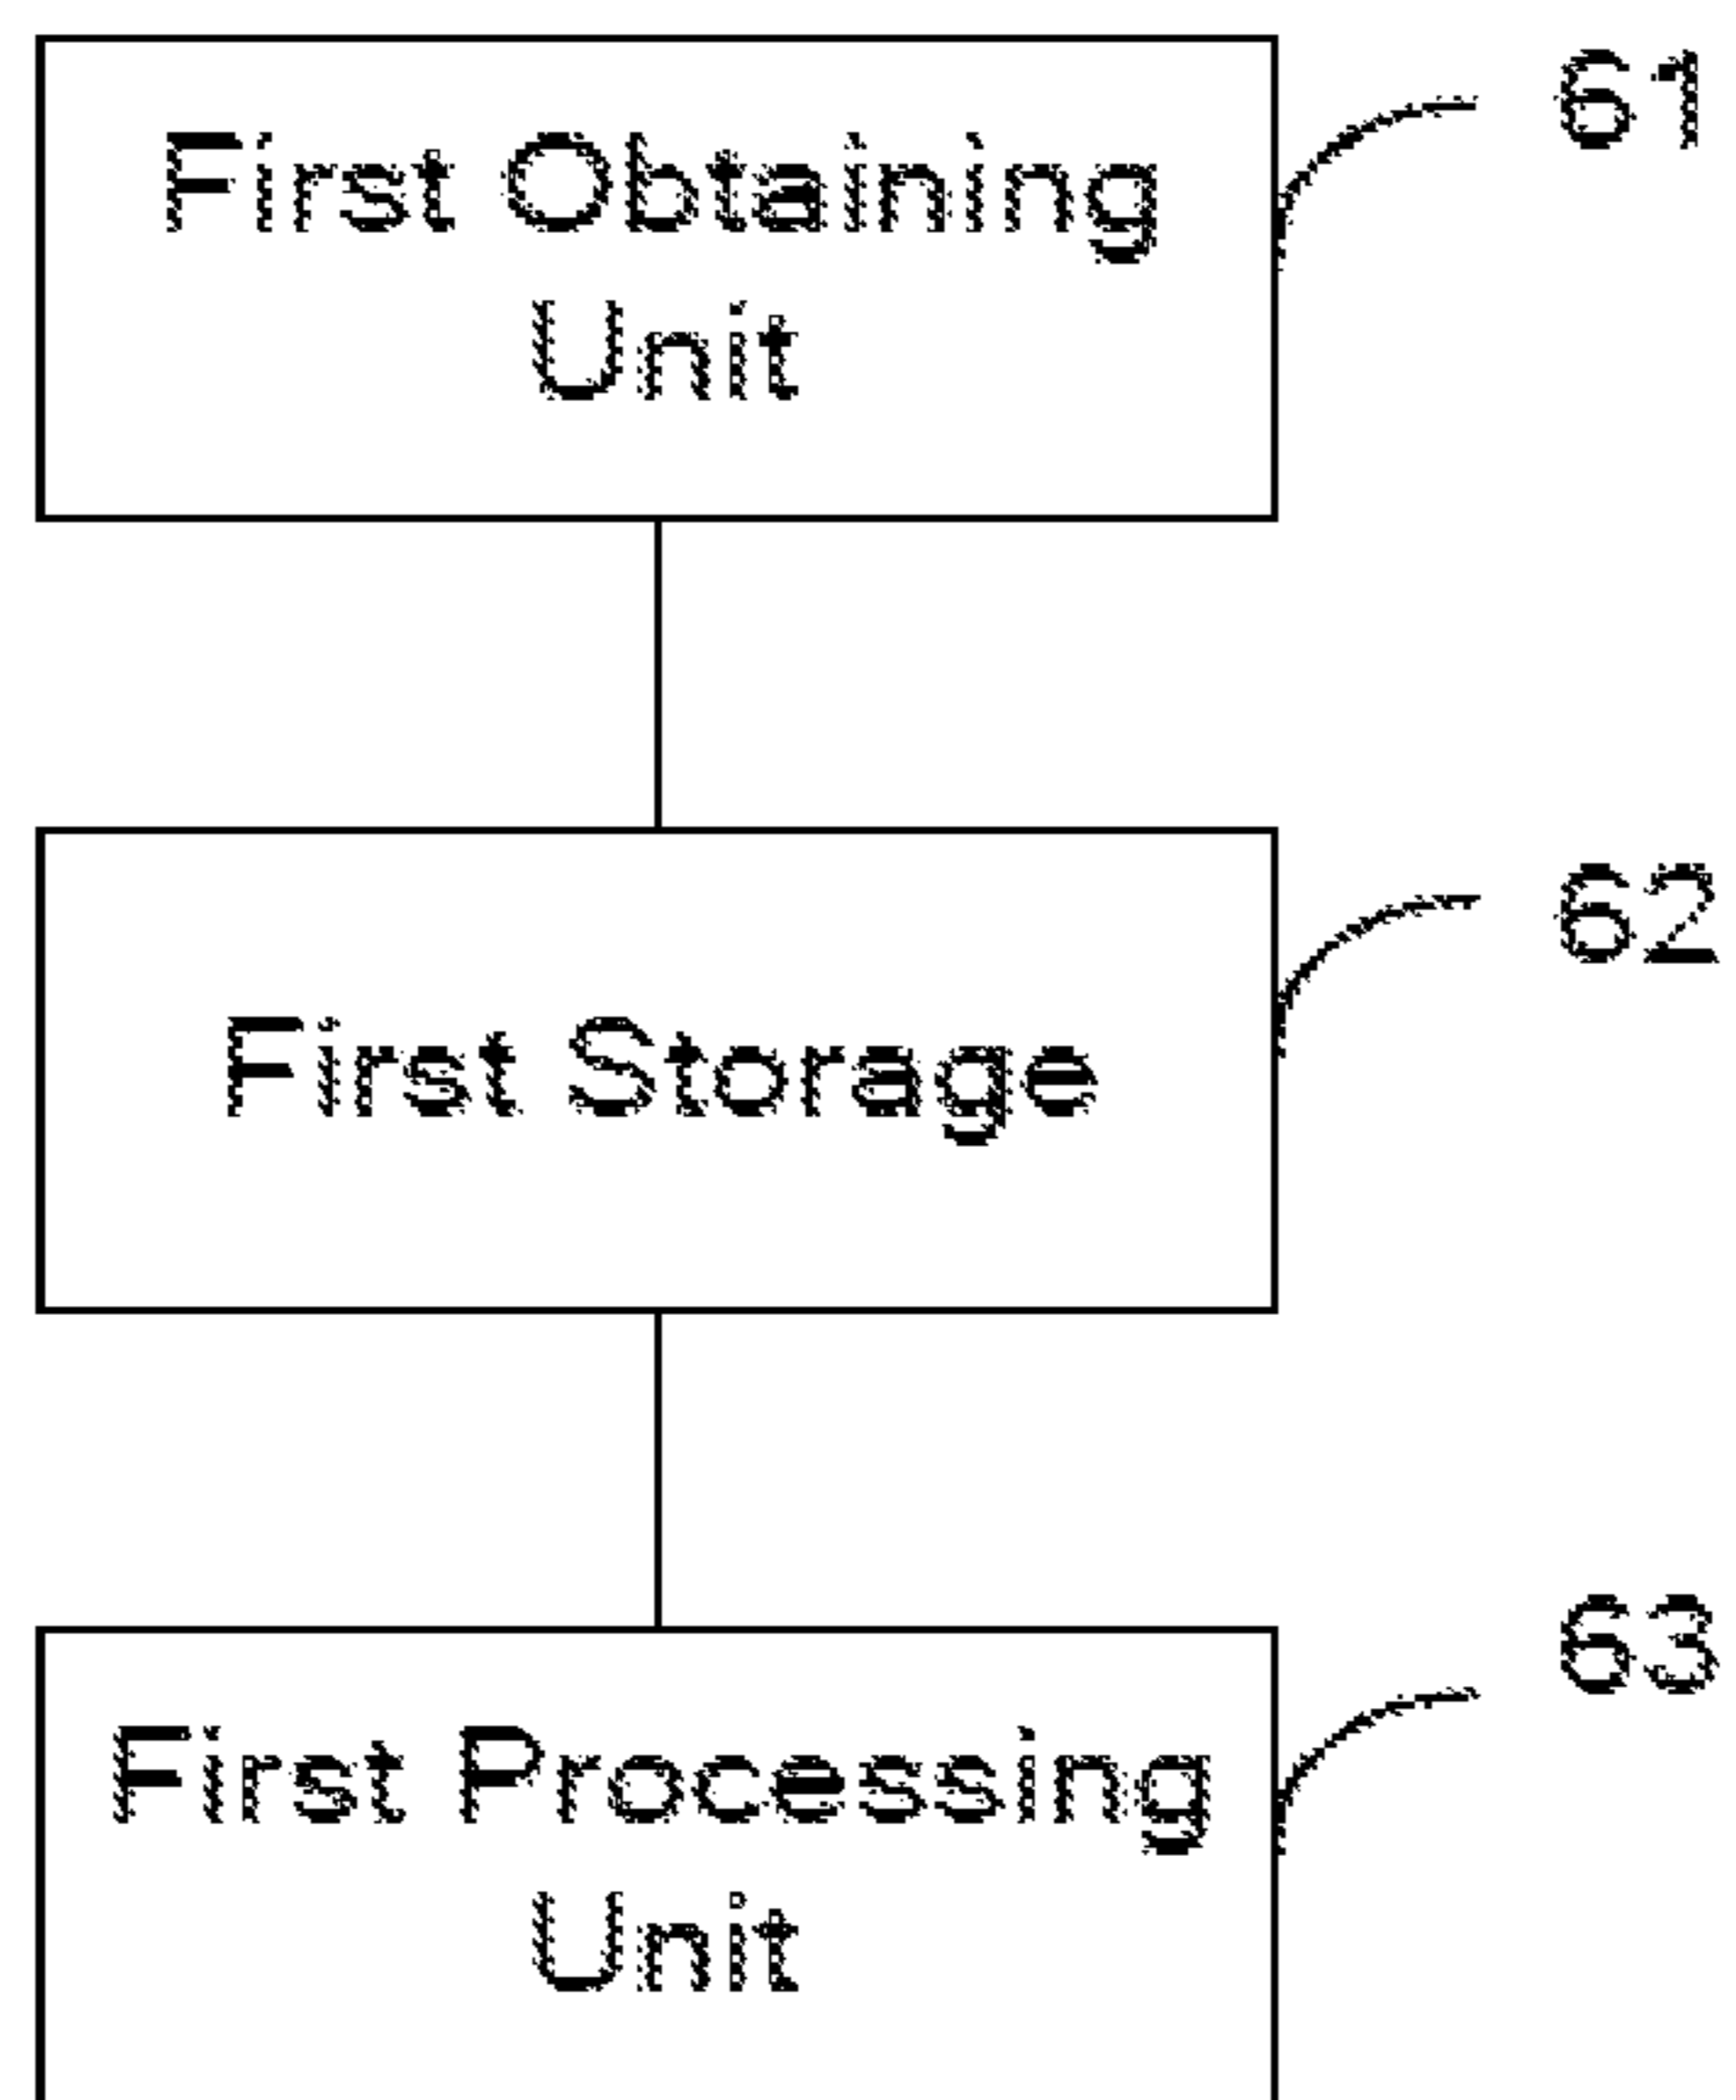 First Obtaining
Unit
61
First Storage
62
First Processing
Unit
63